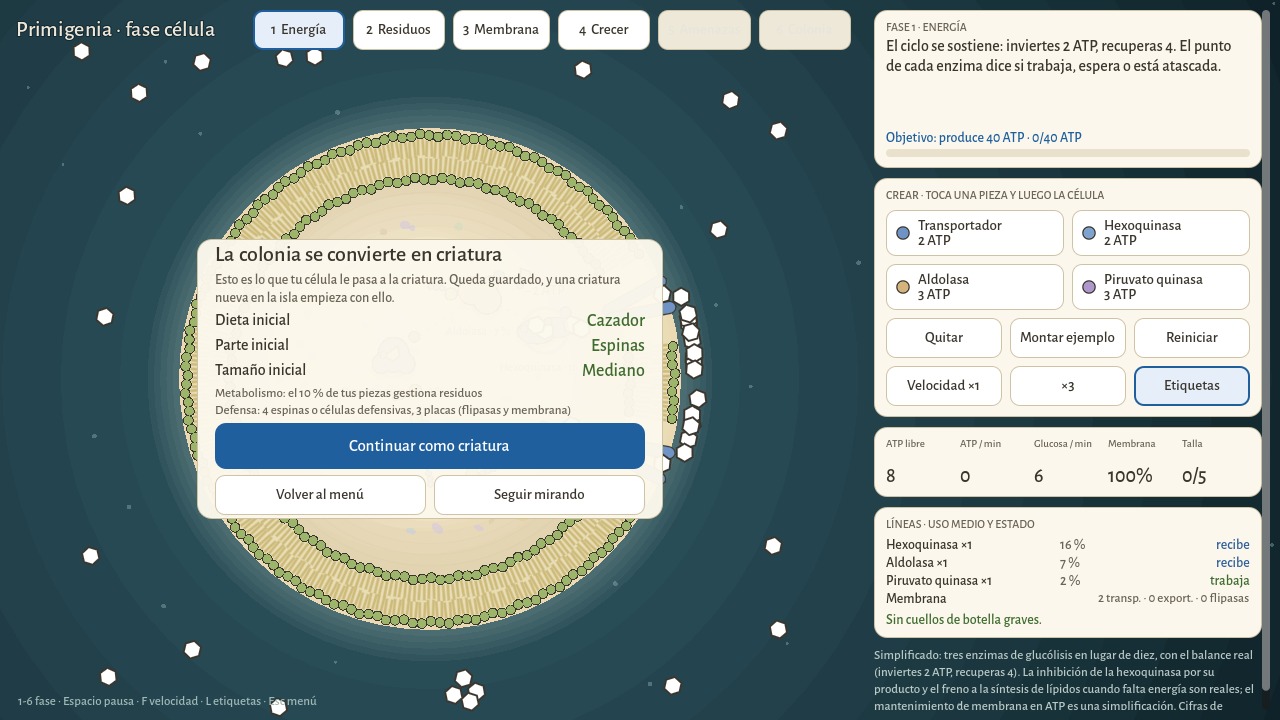 Primigenia · fase célula
1 Energía
2 Residuos
3 Membrana
4 Crecer
FASE 1 · ENERGÍA
El ciclo se sostiene: inviertes 2 ATP, recuperas 4. El punto
de cada enzima dice si trabaja, espera o está atascada.
Objetivo: produce 40 ATP · 0/40 ATP
CREAR · TOCA UNA PIEZA Y LUEGO LA CÉLULA
Transportador
2 ATP
Hexoquinasa
2 ATP
Aldolasa
3 ATP
Piruvato quinasa
3 ATP
Quitar
Montar ejemplo
Reiniciar
Velocidad ×1
×3
Etiquetas
ATP libre
ATP / min
Glucosa / min
Membrana
Talla
8
0
6
100%
0/5
LÍNEAS · USO MEDIO Y ESTADO
Hexoquinasa ×1 16 % recibe
Aldolasa ×1 7 % recibe
Piruvato quinasa ×1 2 % trabaja
Membrana 2 transp. · 0 export. · 0 flipasas
Sin cuellos de botella graves.
Simplificado: tres enzimas de glucólisis en lugar de diez, con el balance real
(inviertes 2 ATP, recuperas 4). La inhibición de la hexoquinasa por su
producto y el freno a la síntesis de lípidos cuando falta energía son reales; el
mantenimiento de membrana en ATP es una simplificación. Cifras de
La colonia se convierte en criatura
Esto es lo que tu célula le pasa a la criatura. Queda guardado, y una criatura
nueva en la isla empieza con ello.
Dieta inicial Cazador
Parte inicial Espinas
Tamaño inicial Mediano
Metabolismo: el 10 % de tus piezas gestiona residuos
Defensa: 4 espinas o células defensivas, 3 placas (flipasas y membrana)
Continuar como criatura
Volver al menú
Seguir mirando
1-6 fase · Espacio pausa · F velocidad · L etiquetas · Esc menú